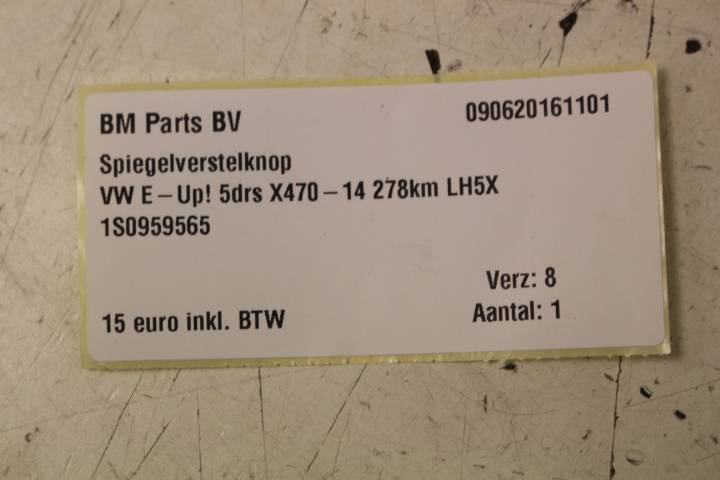 BM Parts BV 090620161101
Spiegelverstelknop
VW E-Up! 5drs X470-14 278km LH5X
1S0959565
Verz: 8
15 euro inkl. BTW Aantal: 1